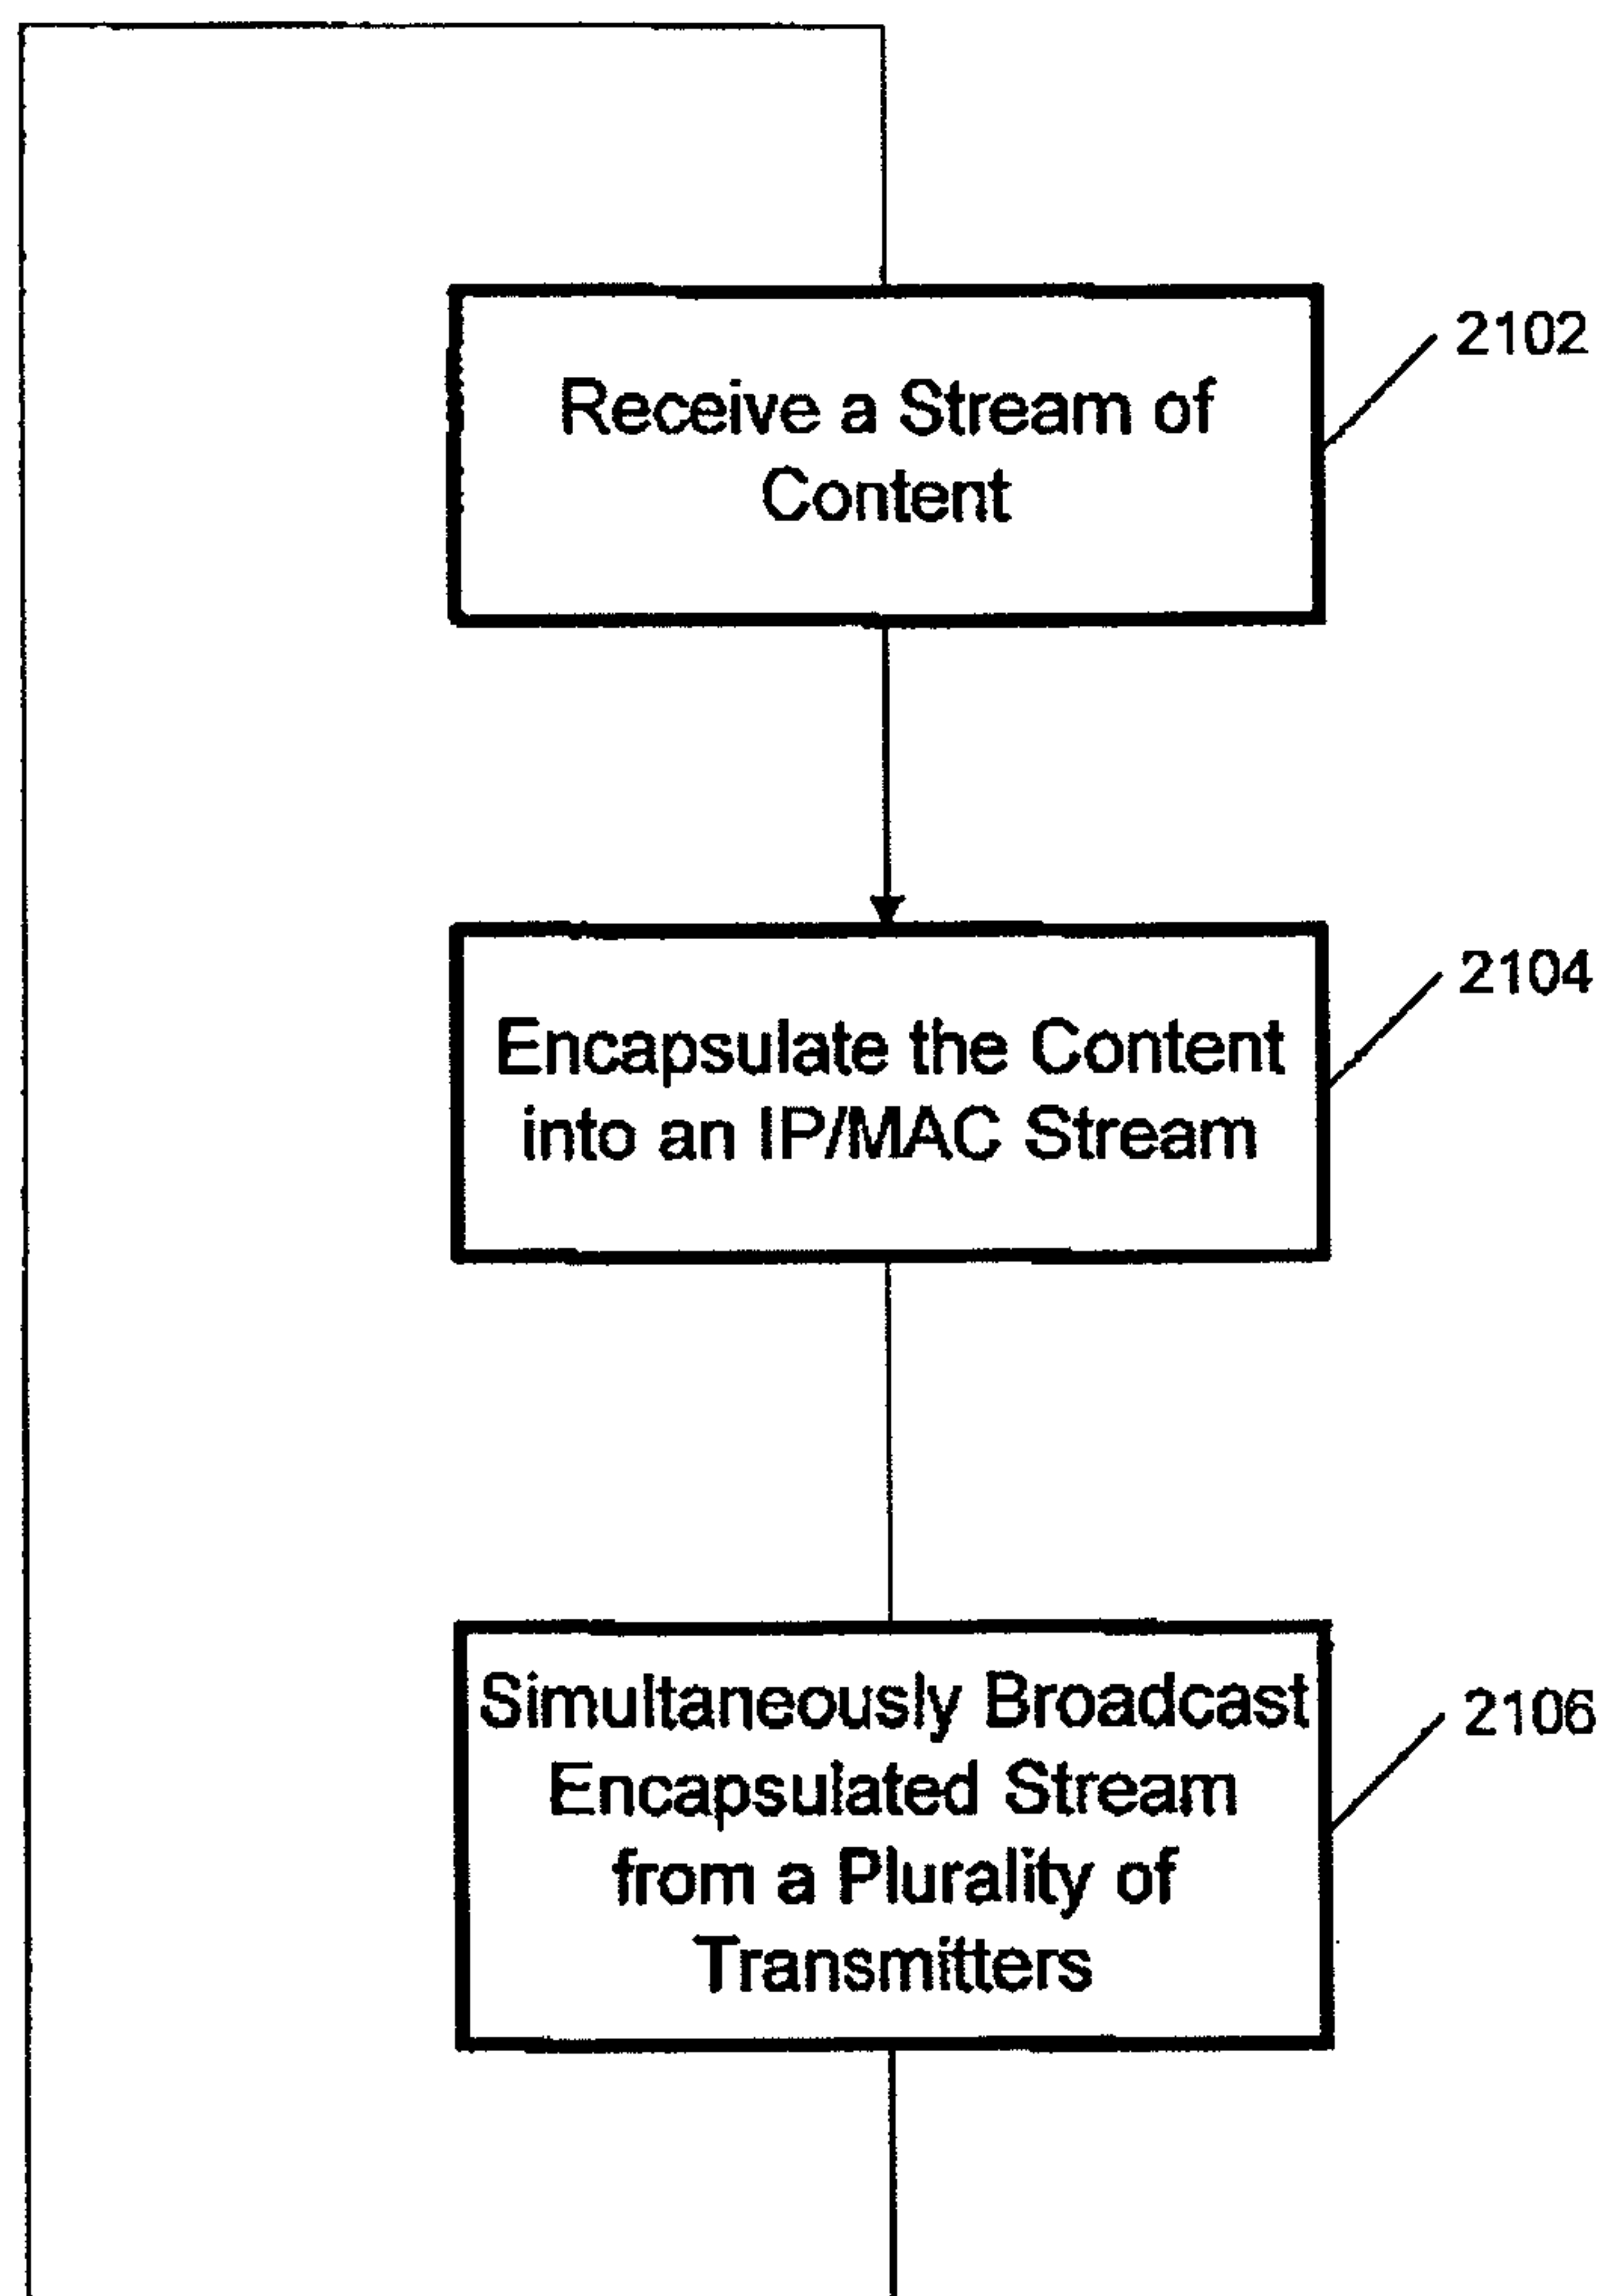 2102
Receive a Stream of
Content
2104
Encapsulate the Content
into an IP/MAC Stream
2106
Simultaneously Broadcast
Encapsulated Stream
from a Plurality of
Transmitters